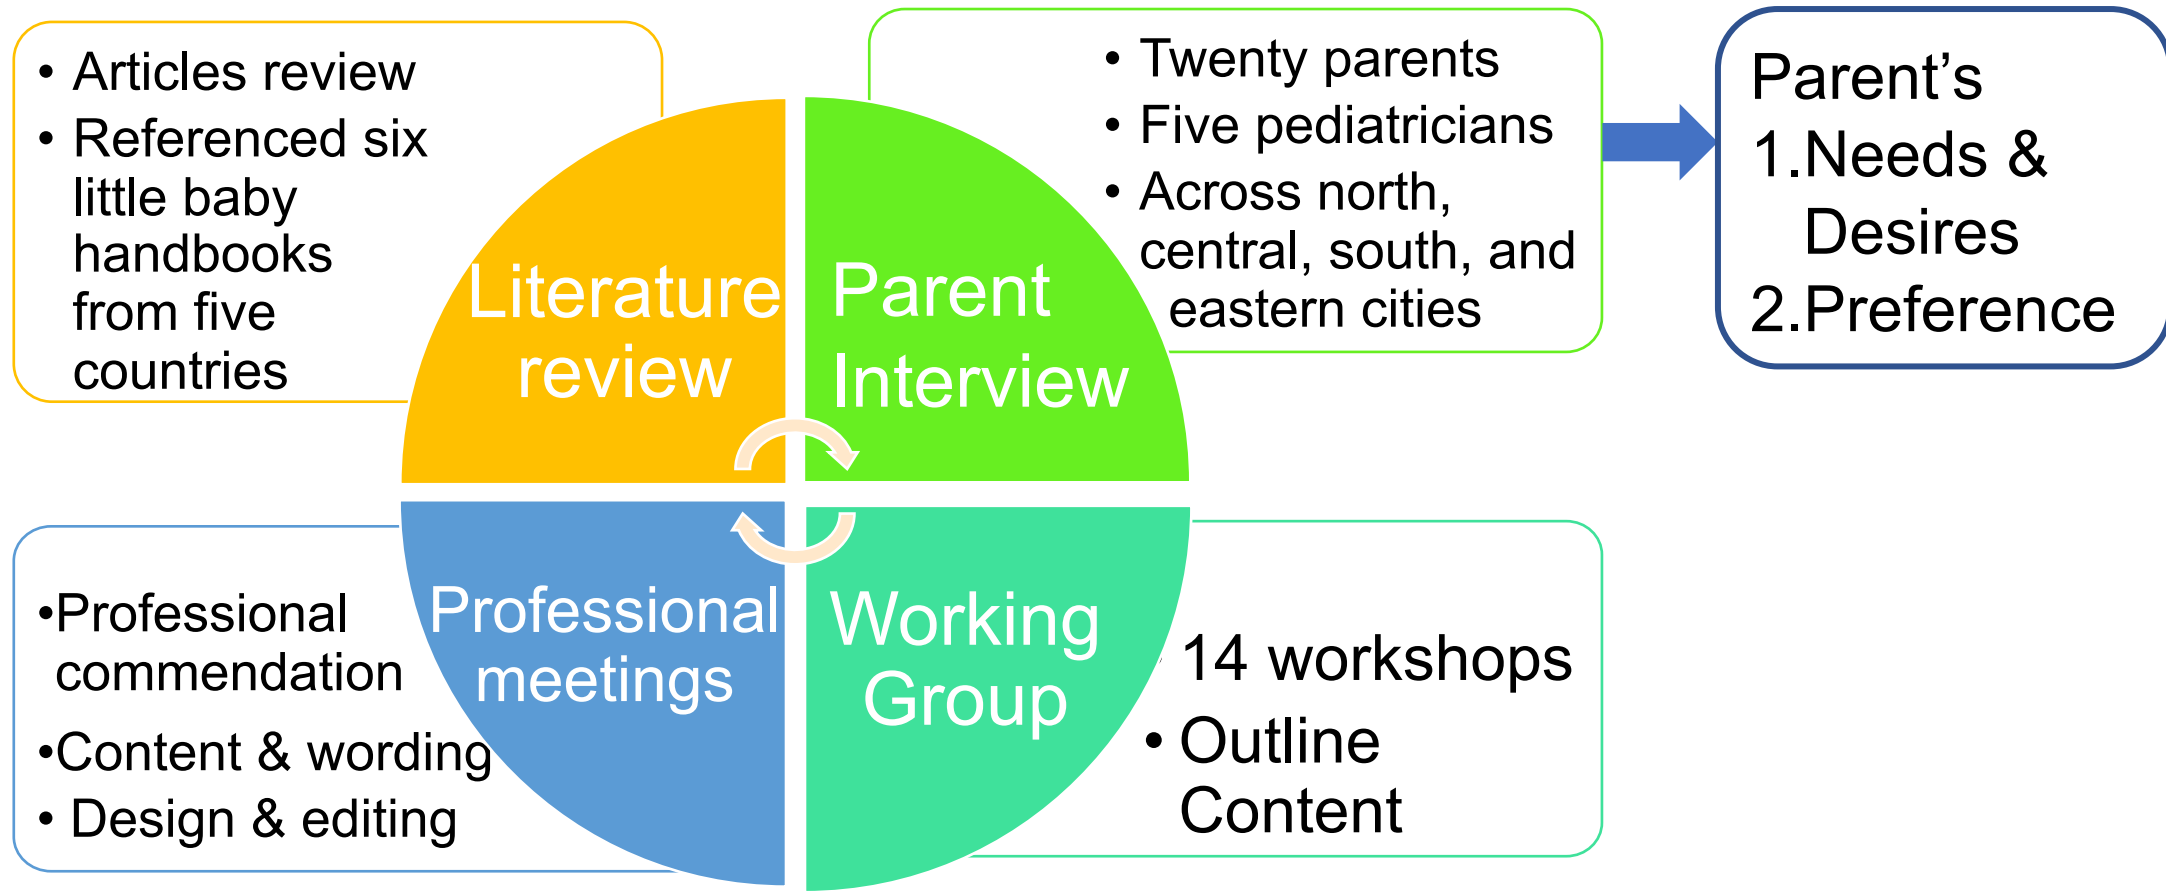 • Articles review
• Referenced six
little baby
handbooks
from five
countries
Literature
review
• Twenty parents
• Five pediatricians
• Across north,
central, south, and
eastern cities
Parent
Interview
Parent’s
1.Needs &
Desires
2.Preference
•Professional
commendation
•Content & wording
• Design & editing
Professional
meetings
Working
Group
• 14 workshops
• Outline
Content